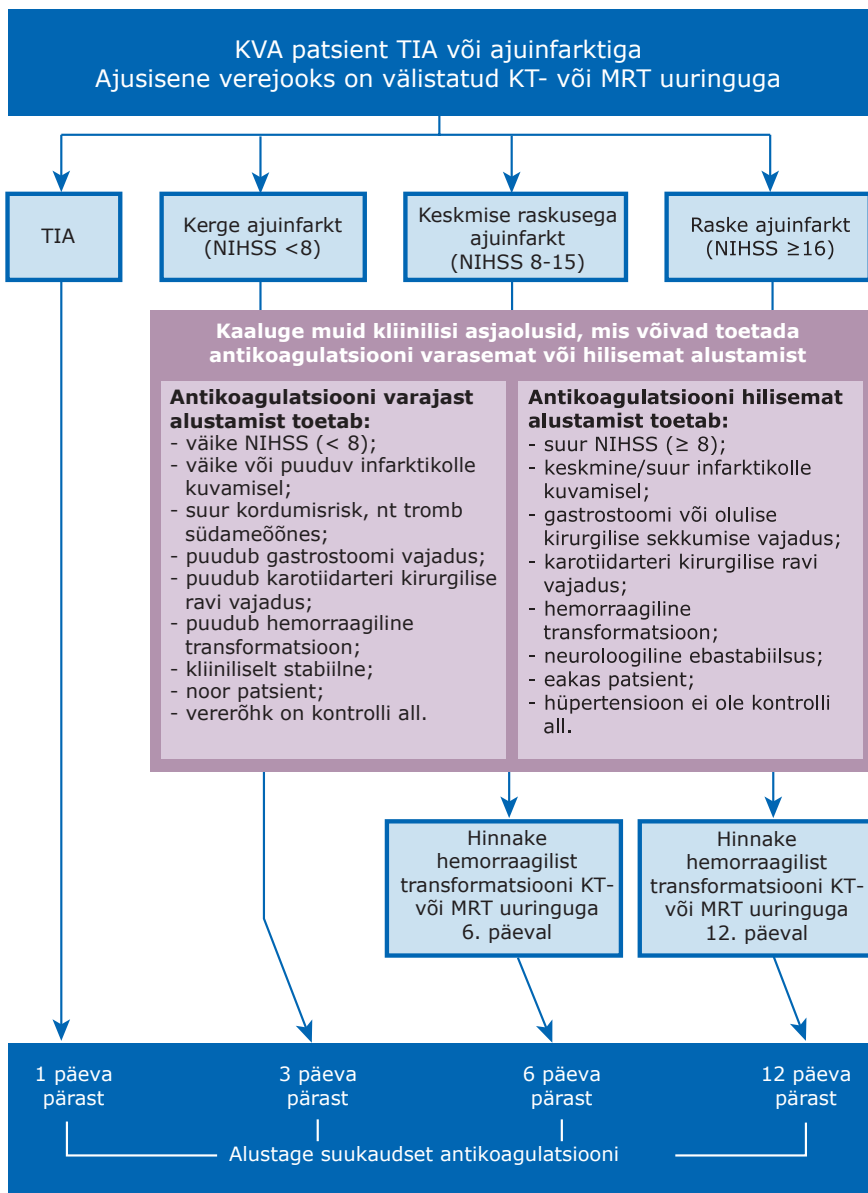 KVA patsient TIA või ajuinfarktiga
Ajusisene verejooks on välistatud KT- või MRT uuringuga
TIA
Kerge ajuinfarkt
(NIHSS <8)
Keskmise raskusega
ajuinfarkt
(NIHSS 8-15)
Raske ajuinfarkt
(NIHSS ≥16)
Kaaluge muid kliinilisi asjaolusid, mis võivad toetada
antikoagulatsiooni varasemat või hilisemat alustamist
Antikoagulatsiooni varajast
alustamist toetab:
- väike NIHSS (< 8);
- väike või puuduv infarktikolle
kuvamisel;
- suur kordumisrisk, nt tromb
südameõõnes;
- puudub gastrostoomi vajadus;
- puudub karotiidarteri kirurgilise
ravi vajadus;
- puudub hemorraagiline
transformatsioon;
- kliiniliselt stabiilne;
- noor patsient;
- vererõhk on kontrolli all.
Antikoagulatsiooni hilisemat
alustamist toetab:
- suur NIHSS (≥ 8);
- keskmine/suur infarktikolle
kuvamisel;
- gastrostoomi või olulise
kirurgilise sekkumise vajadus;
- karotiidarteri kirurgilise ravi
vajadus;
- hemorraagiline
transformatsioon;
- neuroloogiline ebastabiilsus;
- eakas patsient;
- hüpertensioon ei ole kontrolli
all.
Hinnake
hemorraagilist
transformatsiooni KT-
või MRT uuringuga
6. päeval
Hinnake
hemorraagilist
transformatsiooni KT-
või MRT uuringuga
12. päeval
1 päeva
pärast
3 päeva
pärast
6 päeva
pärast
12 päeva
pärast
Alustage suukaudset antikoagulatsiooni